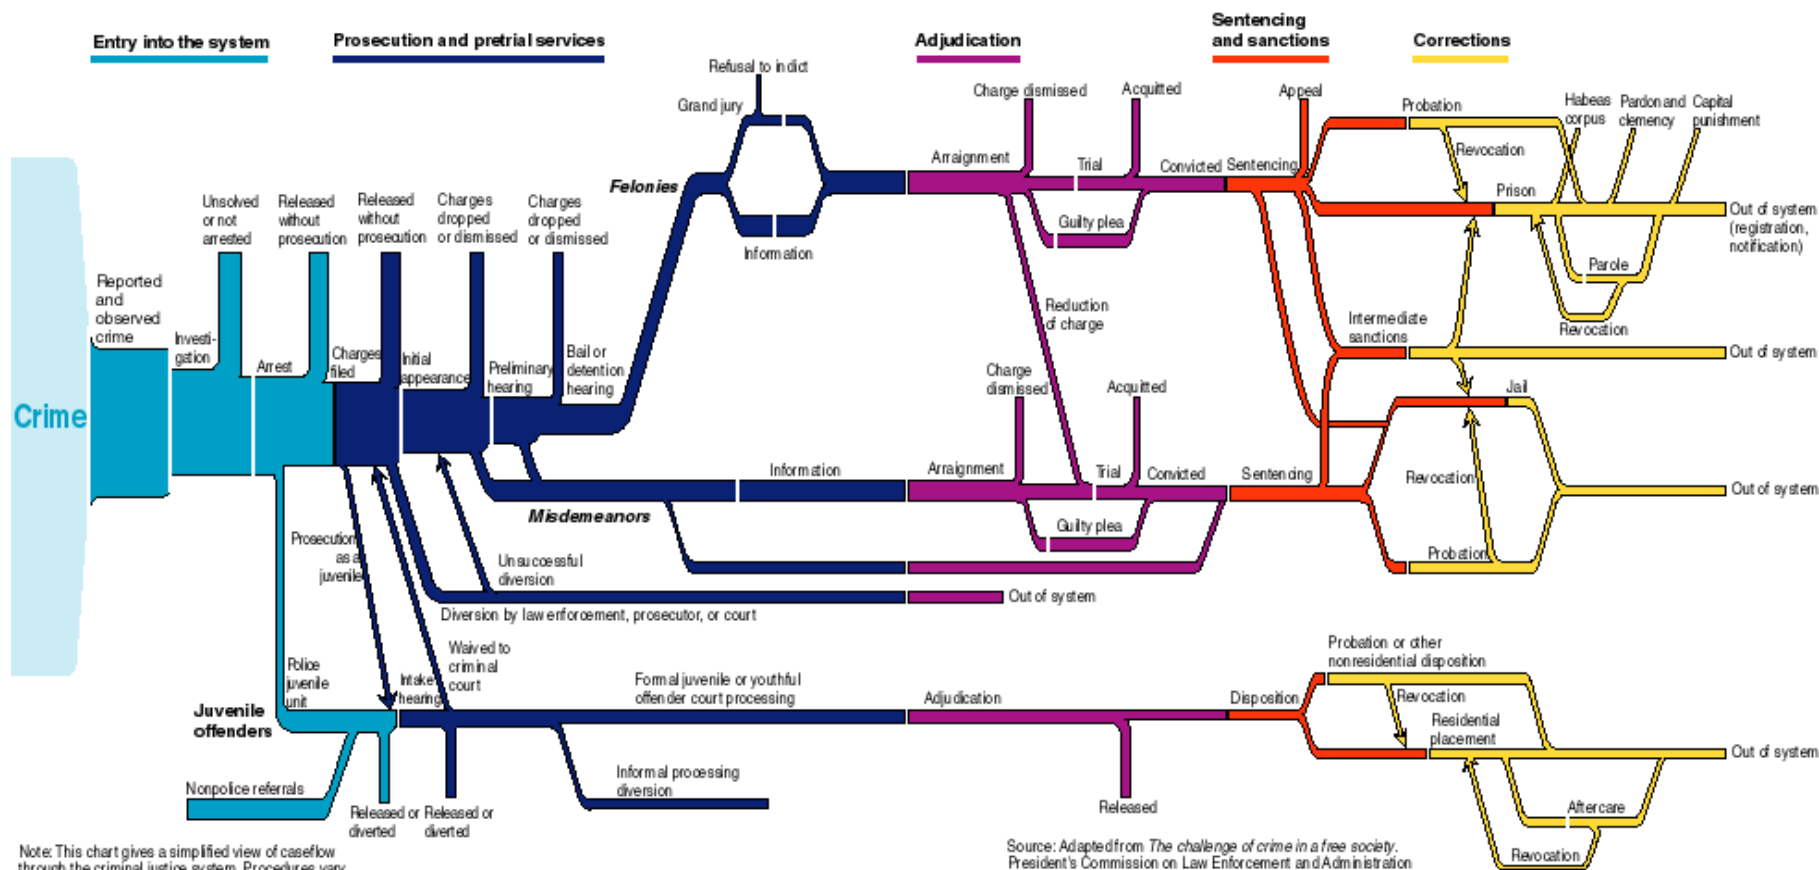 Entry into the system
Prosecution and pretrial services
Adjudication
Sentencing
and sanctions
Corrections
Refusal to indict
Grand jury
Felonies
Information
Charge dismissed
Acquitted
Arraignment
Trial
Convicted
Guilty plea
Reduction
of charge
Sentencing
Appeal
Probation
Revocation
Habeas
corpus
Pardon and
clemency
Capital
punishment
Prison
Out of system
(registration,
notification)
Parole
Revocation
Intermediate
sanctions
Out of system
Crime
Reported
and
observed
crime
Investi-
gation
Unsolved
or not
arrested
Arrest
Released
without
prosecution
Charges
filed
Released
without
prosecution
Initial
appearance
Charges
dropped
or dismissed
Preliminary
hearing
Charges
dropped
or dismissed
Bail or
detention
hearing
Information
Misdemeanors
Charge
dismissed
Acquitted
Arraignment
Trial
Convicted
Guilty plea
Sentencing
Jail
Revocation
Probation
Out of system
Unsuccessful
diversion
Diversion by law enforcement, prosecutor, or court
Out of system
Prosecution
as a
juvenile
Waived to
criminal
court
Police
juvenile
unit
Juvenile
offenders
Intake
hearing
Formal juvenile or youthful
offender court processing
Nonpolice referrals
Released or
diverted
Released or
diverted
Informal processing
diversion
Adjudication
Released
Disposition
Probation or other
nonresidential disposition
Revocation
Residential
placement
Out of system
Aftercare
Revocation
Note: This chart gives a simplified view of caseflow
through the criminal justice system. Procedures vary
Source: Adapted from The challenge of crime in a free society.
President's Commission on Law Enforcement and Administration